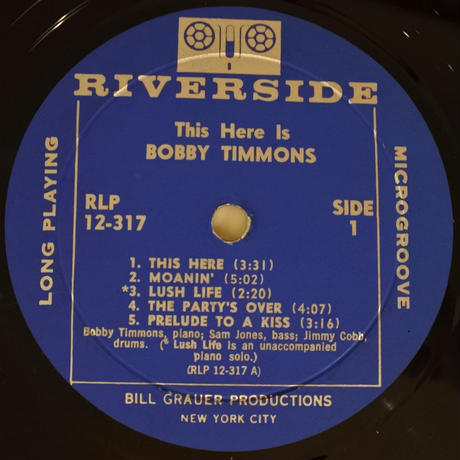 RIVERSIDE
This Here Is
BOBBY TIMMONS
LONG PLAYING
MICROGROOVE
RLP
12-317
SIDE
1
1. THIS HERE (3:31)
2. MOANIN' (5:02)
*3. LUSH LIFE (2:20)
4. THE PARTY'S OVER (4:07)
5. PRELUDE TO A KISS (3:16)
Bobby Timmons, piano; Sam Jones, bass; Jimmy Cobb,
drums. (* Lush Life is an unaccompanied
piano solo.)
(RLP 12-317 A)
BILL GRAUER PRODUCTIONS
NEW YORK CITY